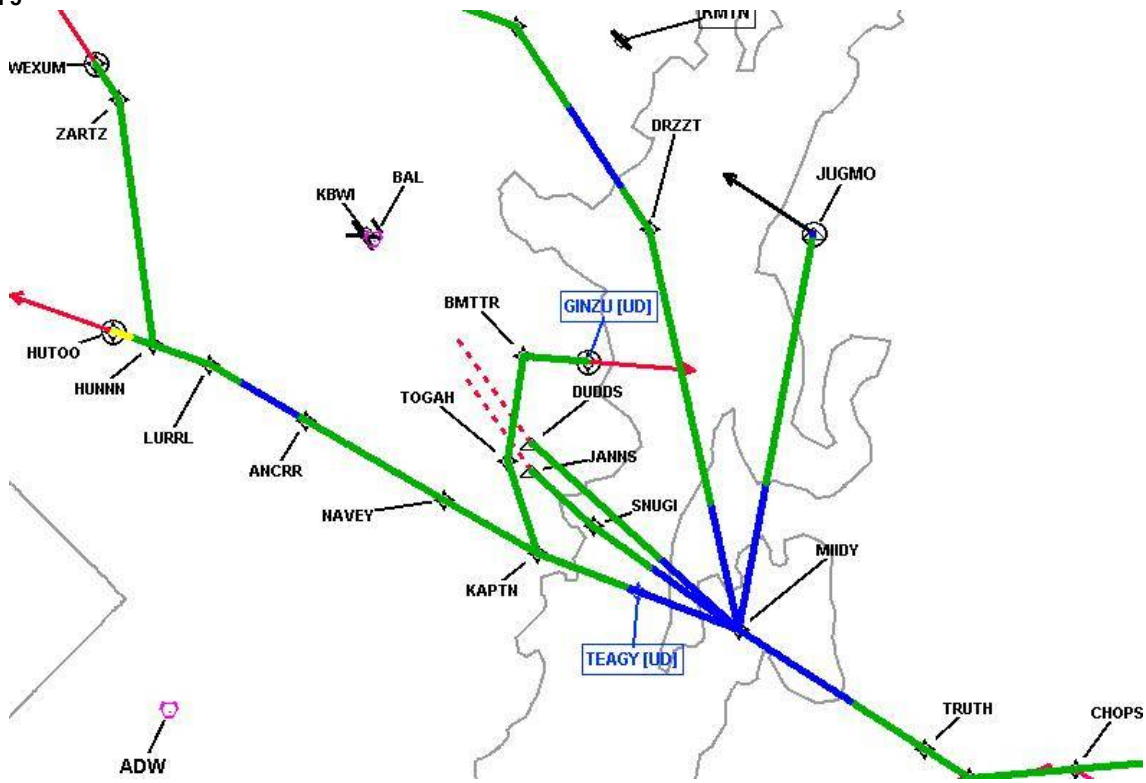 KMTN
WEXUM
ZARTZ
DRZZT
KBWI
BAL
JUGMO
BMTTR
GINZU [UD]
HUTOO
HUNNN
TOGAH
DUDDS
LURRL
JANNS
ANCRR
NAVEY
SNUGI
MIIDY
KAPTN
TEAGY [UD]
TRUTH
CHOPS
ADW